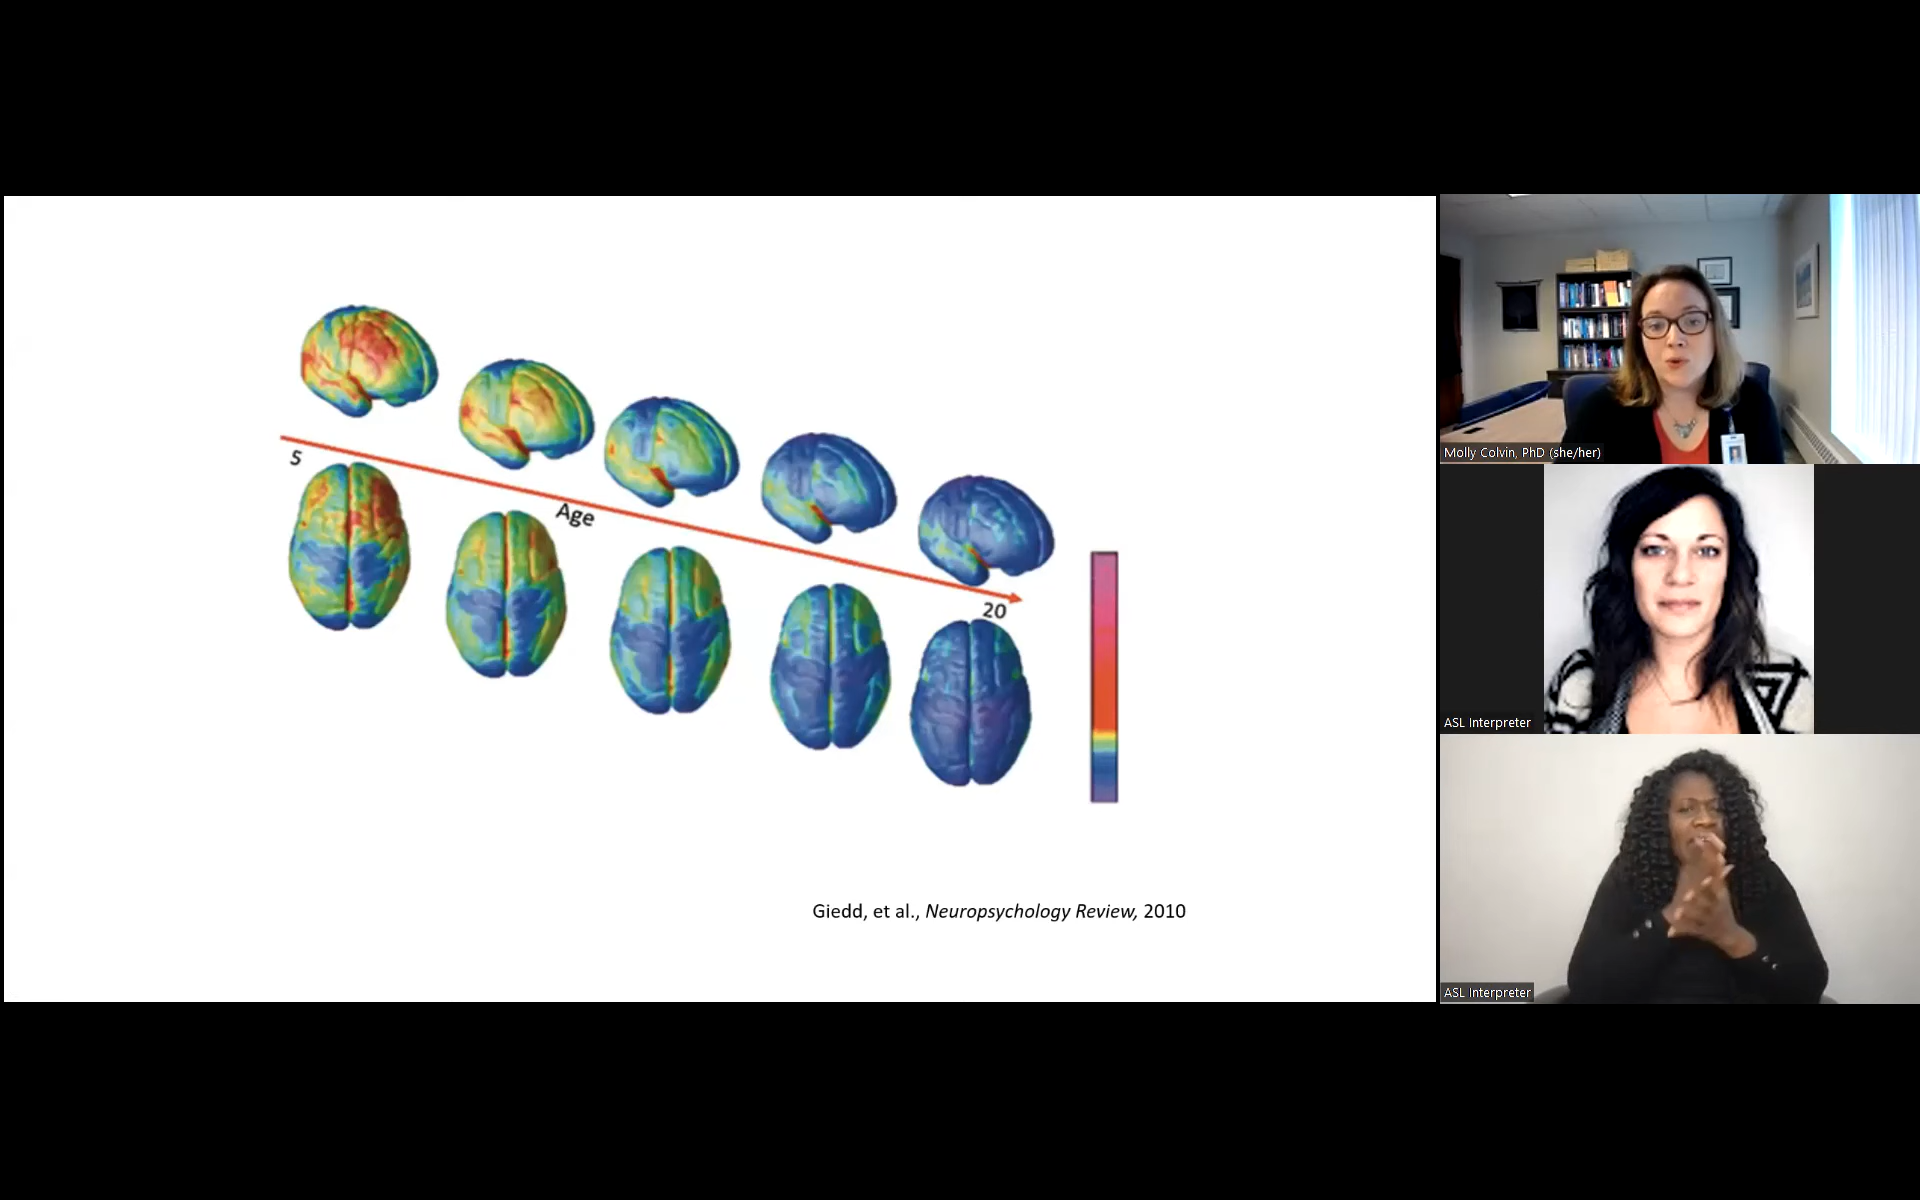 5
Age
20
Giedd, et al., Neuropsychology Review, 2010
Molly Colvin, PhD (she/her)
ASL Interpreter
ASL Interpreter